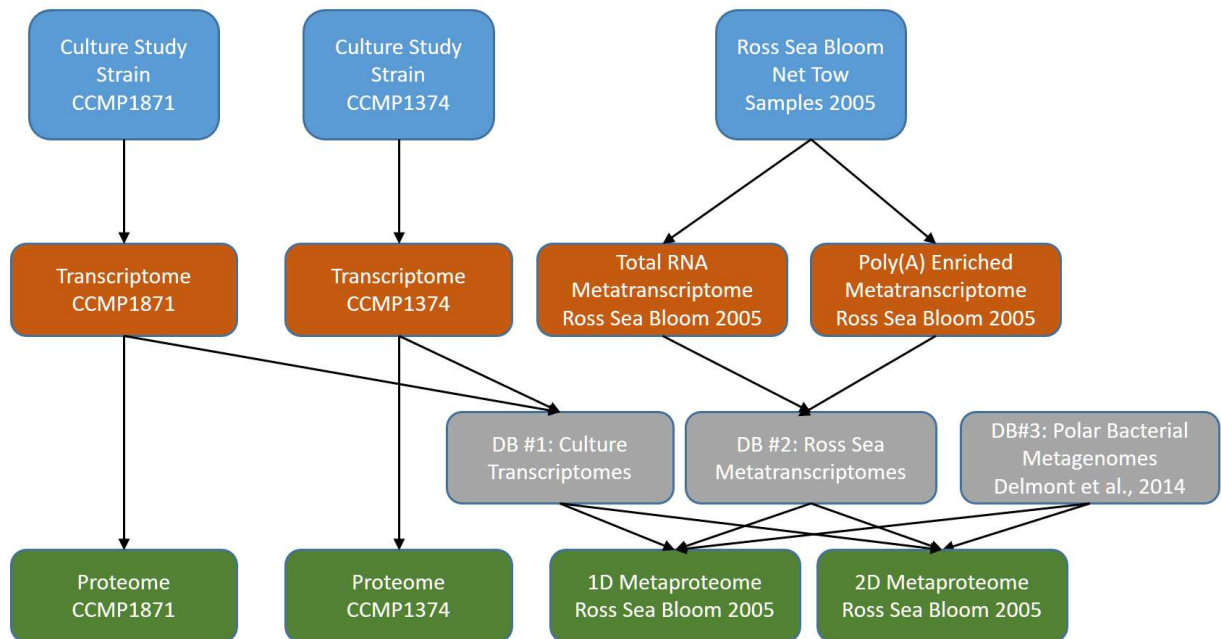 Culture Study
Strain
CCMP1871
Culture Study
Strain
CCMP1374
Ross Sea Bloom
Net Tow
Samples 2005
Transcriptome
CCMP1871
Transcriptome
CCMP1374
Total RNA
Metatranscriptome
Ross Sea Bloom 2005
Poly(A) Enriched
Metatranscriptome
Ross Sea Bloom 2005
DB #1: Culture
Transcriptomes
DB #2: Ross Sea
Metatranscriptomes
DB#3: Polar Bacterial
Metagenomes
Delmont et al., 2014
Proteome
CCMP1871
Proteome
CCMP1374
1D Metaproteome
Ross Sea Bloom 2005
2D Metaproteome
Ross Sea Bloom 2005